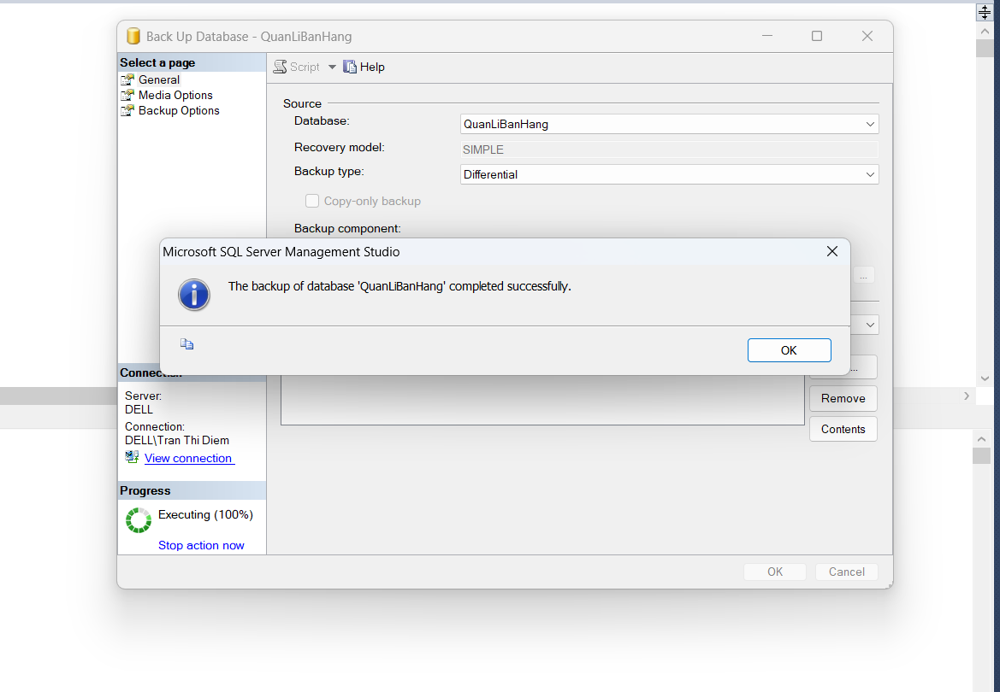 Back Up Database - QuanLiBanHang
Select a page
General
Media Options
Backup Options
Script
Help
Source
Database:
QuanLiBanHang
Recovery model:
SIMPLE
Backup type:
Differential
Copy-only backup
Backup component:
...
Microsoft SQL Server Management Studio
The backup of database 'QuanLiBanHang' completed successfully.
OK
...
Remove
Contents
Connection
Server:
DELL
Connection:
DELL\Tran Thi Diem
View connection
Progress
Executing (100%)
Stop action now
OK
Cancel